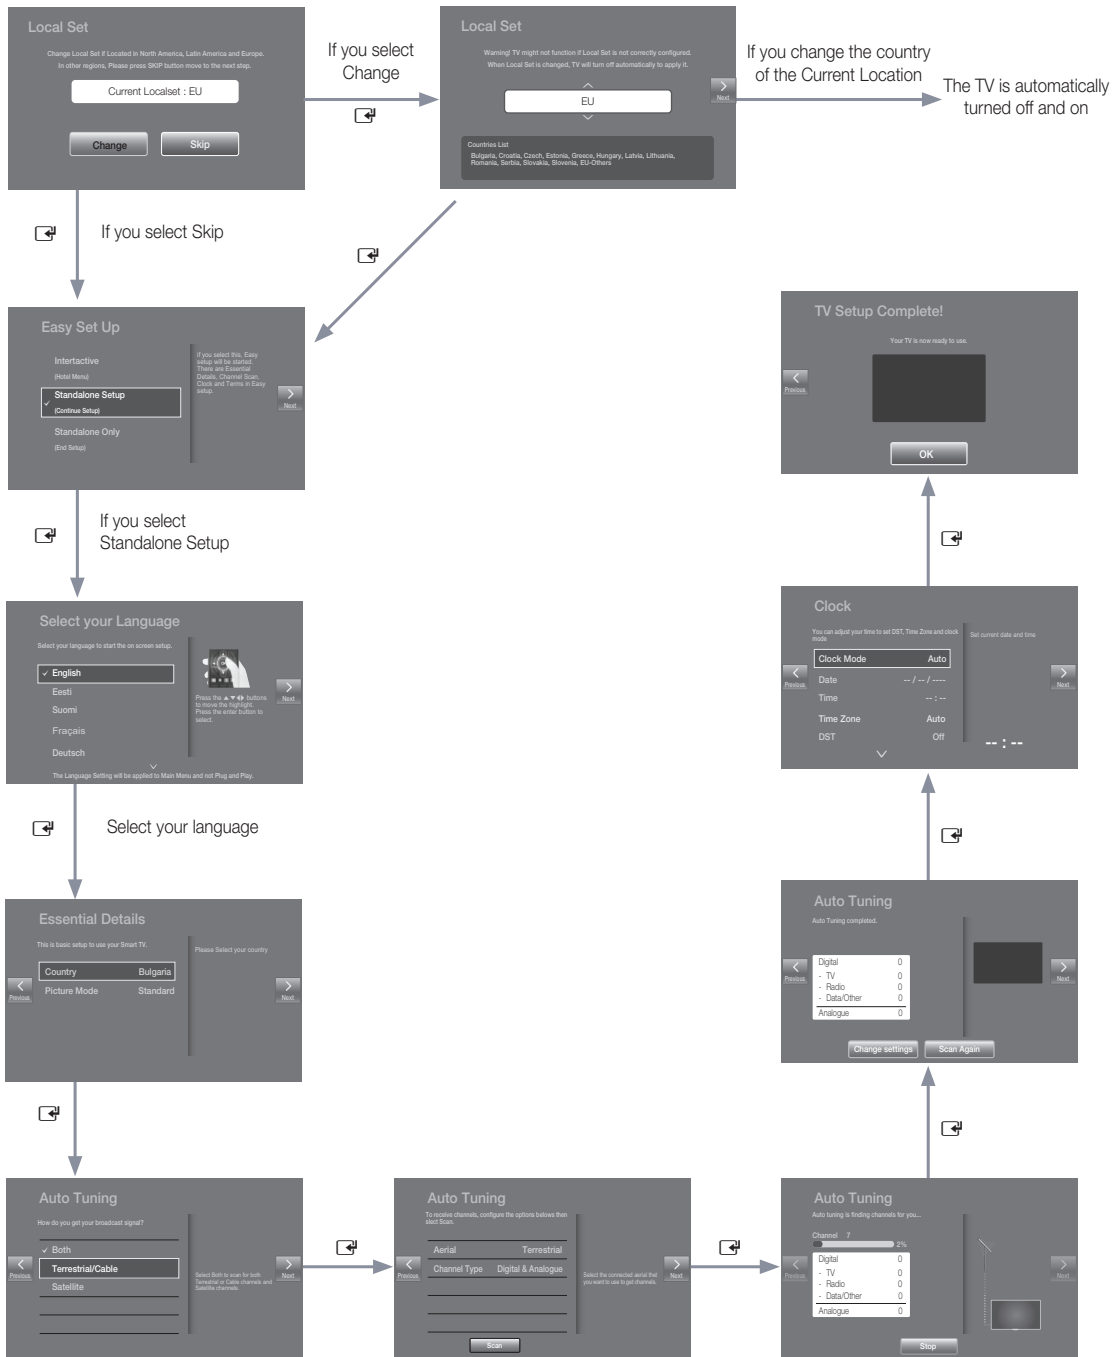 Local Set
Change Local Set if Located in North America, Latin America and Europe.
In other regions, Please press SKIP button move to the next step.
Current Localset : EU
Change
Skip
If you select
Change
Local Set
Warning! TV might not function if Local Set is not correctly configured.
When Local Set is changed, TV will turn off automatically to apply it.
EU
Next
Countries List
Bulgaria, Croatia, Czech, Estonia, Greece, Hungary, Latvia, Lithuania,
Romania, Serbia, Slovakia, Slovenia, EU-Others
If you change the country
of the Current Location
The TV is automatically
turned off and on
If you select Skip
Easy Set Up
Intertactive
(Hotel Menu)
Standalone Setup
(Continue Setup)
Standalone Only
(End Setup)
If you select this, Easy
setup will be started.
There are Essential
Details, Channel Scan,
Clock and Terms in Easy
setup.
Next
If you select
Standalone Setup
Select your Language
Select your language to start the on screen setup.
✓ English
Eesti
Suomi
Fraçais
Deutsch
Press the ▲▼◀▶ buttons
to move the highlight.
Press the enter button to
select.
Next
The Language Setting will be applied to Main Menu and not Plug and Play.
Select your language
Essential Details
This is basic setup to use your Smart TV.
Country Bulgaria
Picture Mode Standard
Please Select your country
Previous
Next
Auto Tuning
How do you get your broadcast signal?
✓ Both
Terrestrial/Cable
Satellite
Select Both to scan for both
Terrestrial or Cable channels and
Satellite channels.
Previous
Next
Auto Tuning
To receive channels, configure the options belows then
slect Scan.
Aerial Terrestrial
Channel Type Digital & Analogue
Select the connected aerial that
you want to use to get channels.
Previous
Next
Scan
Auto Tuning
Auto tuning is finding channels for you...
Channel 7
2%
Digital 0
- TV 0
- Radio 0
- Data/Other 0
Analogue 0
Previous
Next
Stop
Auto Tuning
Auto Tuning completed.
Digital 0
- TV 0
- Radio 0
- Data/Other 0
Analogue 0
Previous
Next
Change settings
Scan Again
Clock
You can adjust your time to set DST, Time Zone and clock
mode
Clock Mode Auto
Date -- / -- / ----
Time -- : --
Time Zone Auto
DST Off
Set current date and time
-- : --
Previous
Next
TV Setup Complete!
Your TV is now ready to use.
Previous
OK